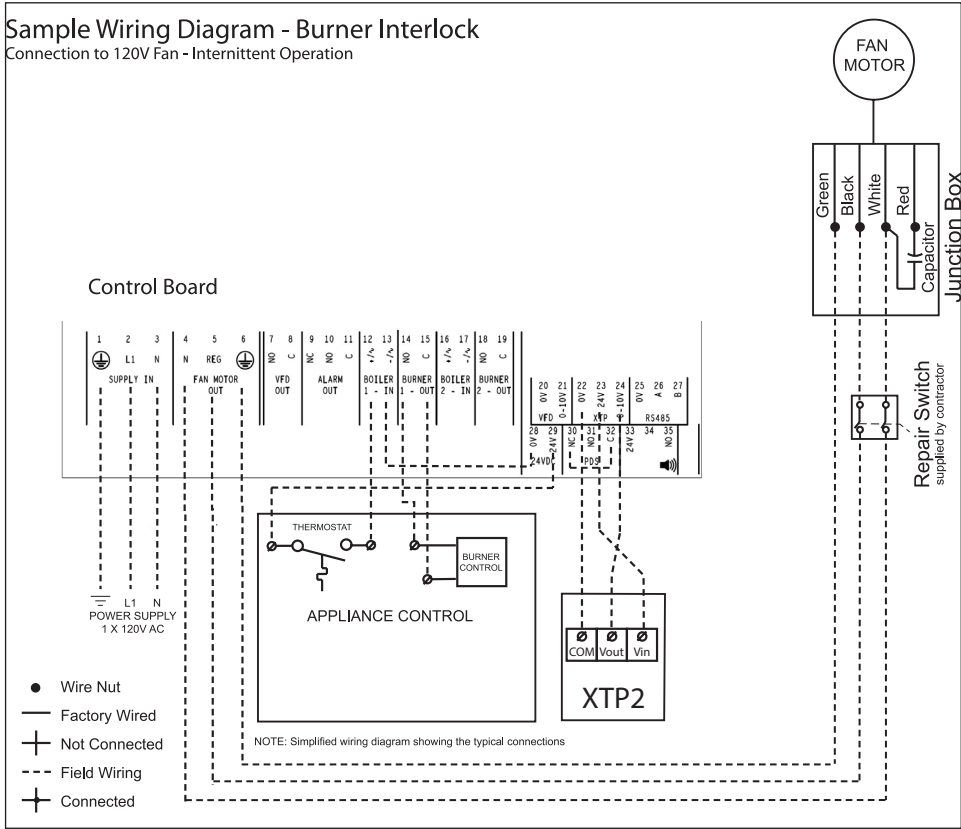 Sample Wiring Diagram - Burner Interlock
Connection to 120V Fan - Internittent Operation
FAN
MOTOR
Green
Black
White
Red
Capacitor
Junction Box
Control Board
1 2 3 4 5 6 7 8 9 10 11 12 13 14 15 16 17 18 19
L1 N N REG NO C NC NO C +/∿ -/∿ NO C +/∿ -/∿ NO C
SUPPLY IN
FAN MOTOR
OUT
VFD
OUT
ALARM
OUT
BOILER
1 - IN
BURNER
1 - OUT
BOILER
2 - IN
BURNER
2 - OUT
20 21 22 23 24 25 26 27
0V 0-10V 0V 24V 0-10V 0V A B
VFD XTP RS485
28 29 30 31 32 33 34 35
0V 24V NC NO C 24V NO
24VDC PDS
Repair Switch
supplied by contractor
THERMOSTAT
BURNER
CONTROL
APPLIANCE CONTROL
L1 N
POWER SUPPLY
1 X 120V AC
COM Vout Vin
XTP2
Wire Nut
Factory Wired
Not Connected
Field Wiring
Connected
NOTE: Simplified wiring diagram showing the typical connections